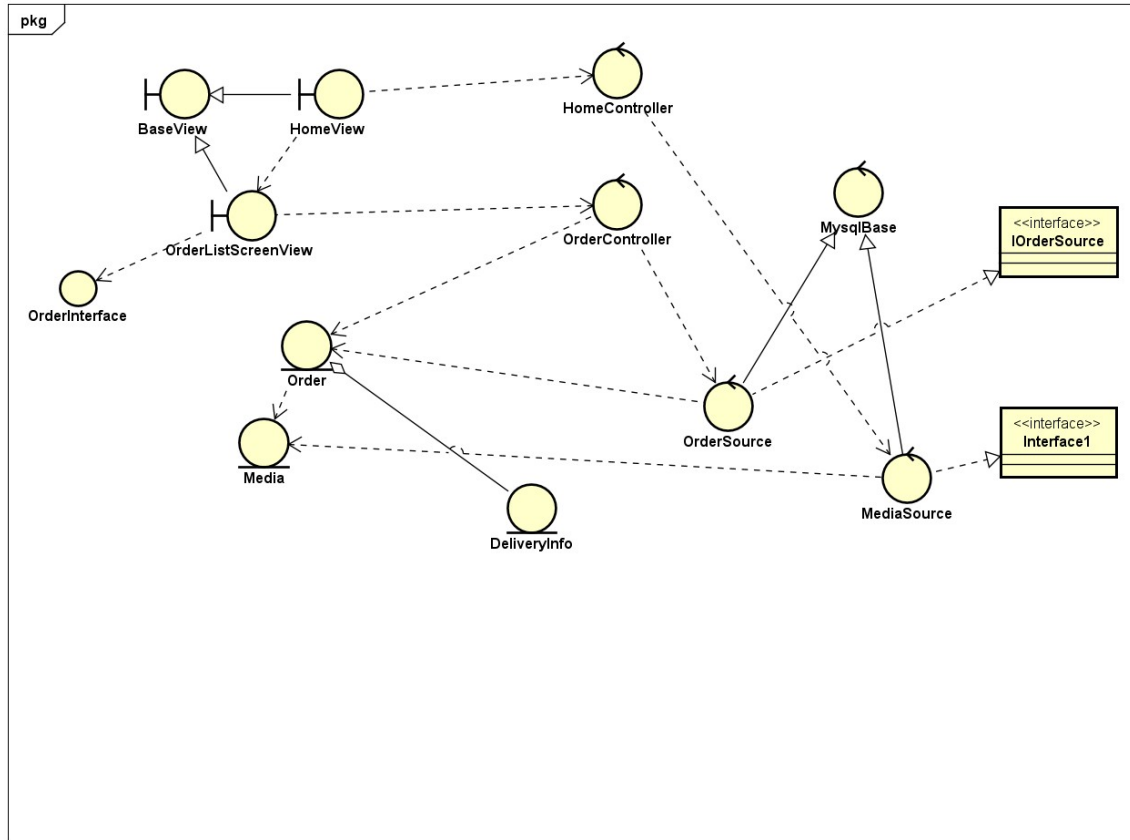 pkg
BaseView
HomeView
HomeController
OrderListScreenView
OrderController
MysqlBase
<<interface>>
IOrderSource
OrderInterface
Order
OrderSource
<<interface>>
Interface1
Media
MediaSource
DeliveryInfo